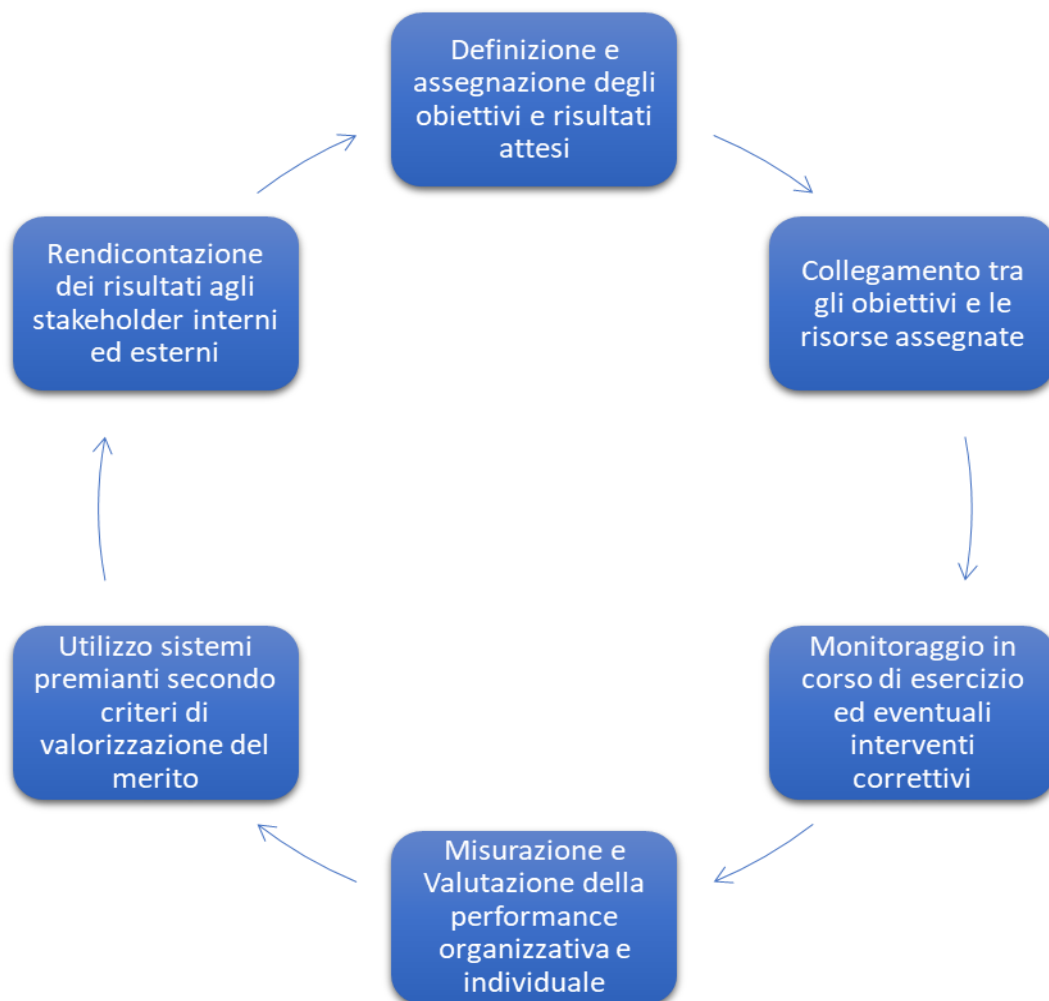 Definizione e
assegnazione degli
obiettivi e risultati
attesi
Collegamento tra
gli obiettivi e le
risorse assegnate
Monitoraggio in
corso di esercizio
ed eventuali
interventi
correttivi
Misurazione e
Valutazione della
performance
organizzativa e
individuale
Utilizzo sistemi
premianti secondo
criteri di
valorizzazione del
merito
Rendicontazione
dei risultati agli
stakeholder interni
ed esterni